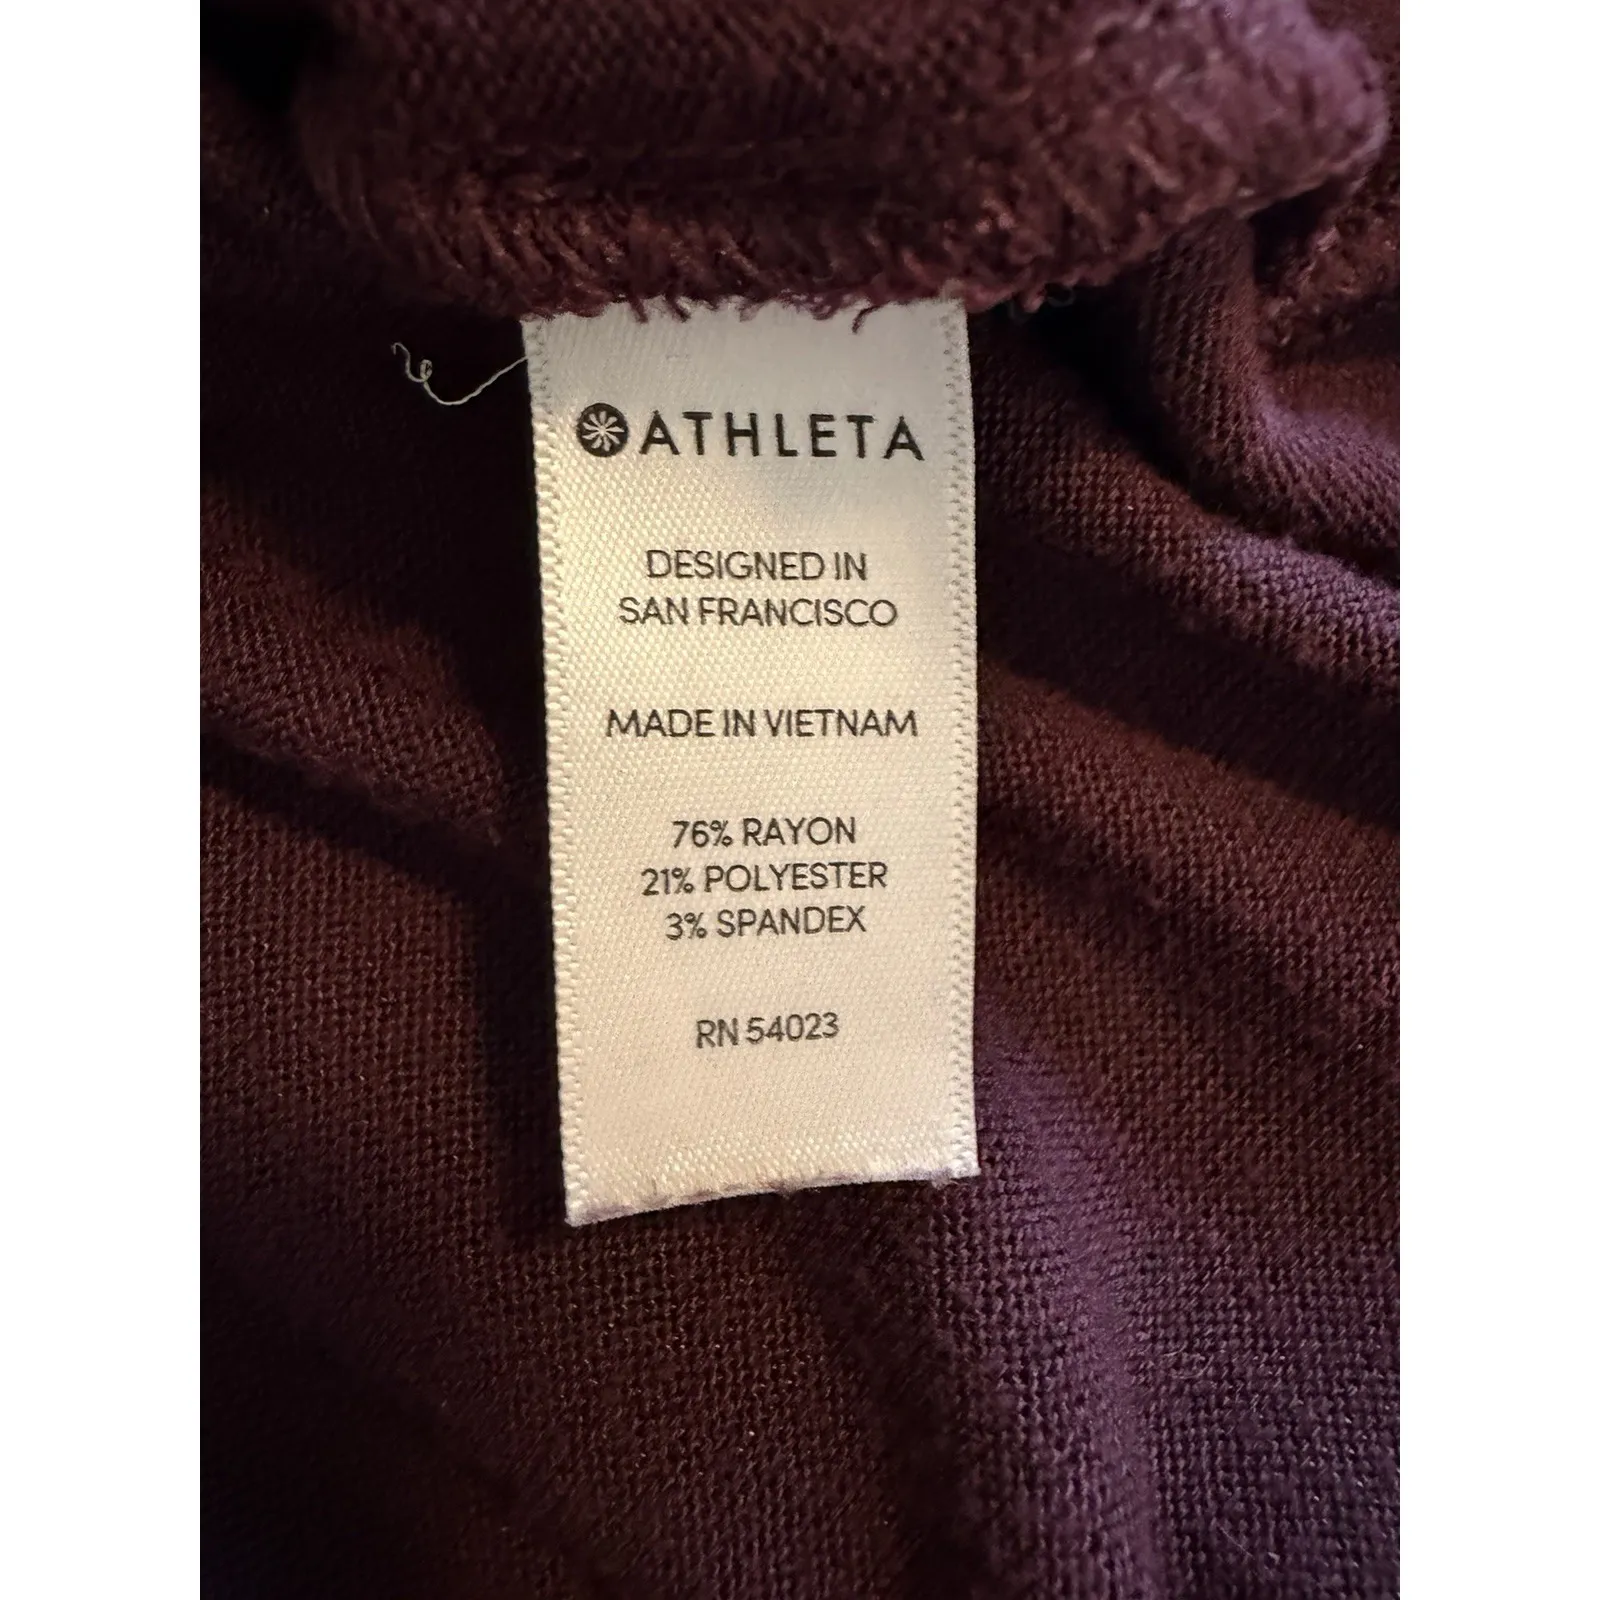 ATHLETA
DESIGNED IN
SAN FRANCISCO
MADE IN VIETNAM
76% RAYON
21% POLYESTER
3% SPANDEX
RN 54023